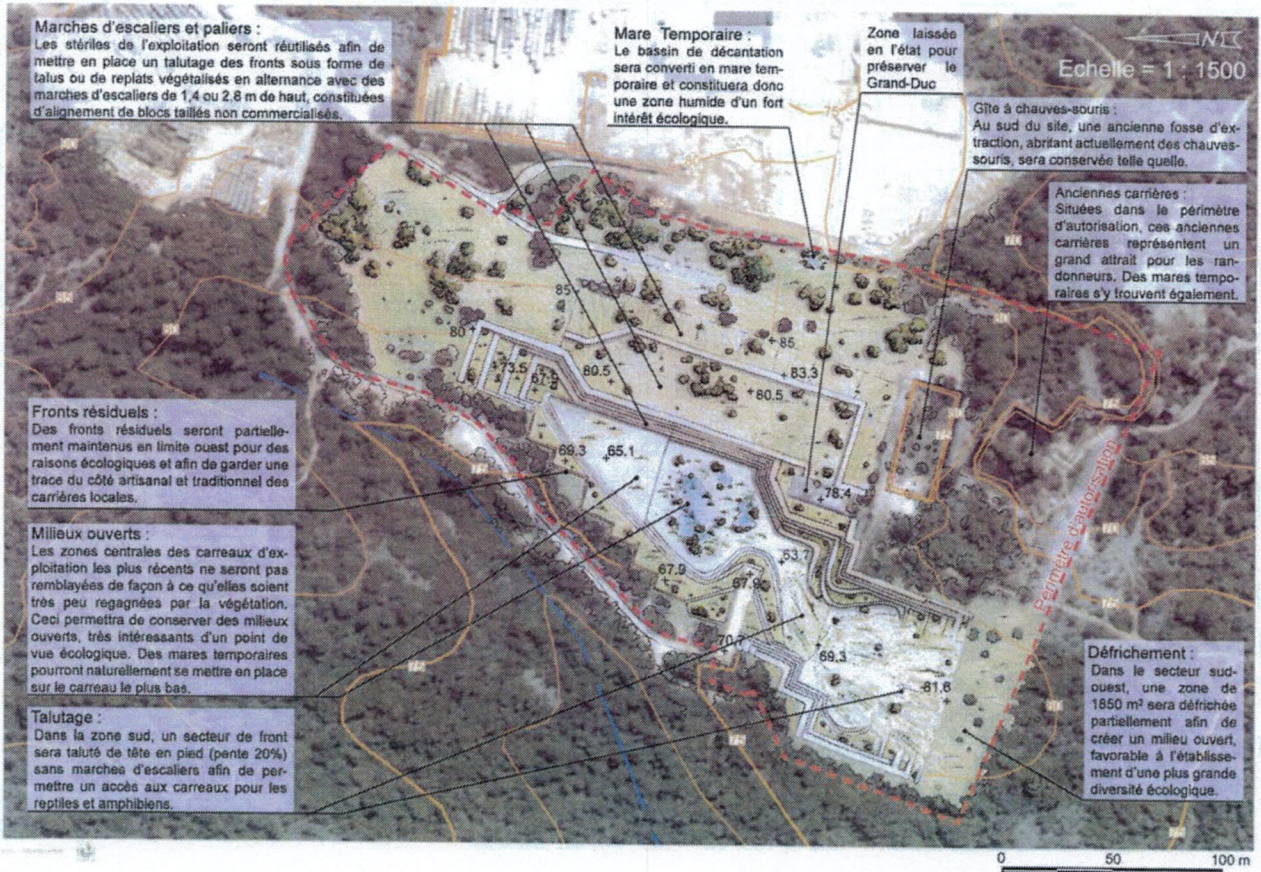 Marches d'escaliers et paliers :
Les stériles de l'exploitation seront réutilisés afin de
mettre en place un talutage des fronts sous forme de
talus ou de replats végétalisés en alternance avec des
marches d'escaliers de 1,4 ou 2,8 m de haut, constituées
d'alignement de blocs taillés non commercialisés.
Mare Temporaire :
Le bassin de décantation
sera converti en mare tem-
poraire et constituera donc
une zone humide d'un fort
intérêt écologique.
Zone laissée
en l'état pour
préserver le
Grand-Duc
N
Echelle = 1 : 1500
Gîte à chauves-souris :
Au sud du site, une ancienne fosse d'ex-
traction, abritant actuellement des chauves-
souris, sera conservée telle quelle.
Anciennes carrières :
Situées dans le périmètre
d'autorisation, ces anciennes
carrières représentent un
grand attrait pour les ran-
donneurs. Des mares tempo-
raires s'y trouvent également.
Fronts résiduels :
Des fronts résiduels seront partielle-
ment maintenus en limite ouest pour des
raisons écologiques et afin de garder une
trace du côté artisanal et traditionnel des
carrières locales.
Milieux ouverts :
Les zones centrales des carreaux d'ex-
ploitation les plus récents ne seront pas
remblayées de façon à ce qu'elles soient
très peu regagnées par la végétation.
Ceci permettra de conserver des milieux
ouverts, très intéressants d'un point de
vue écologique. Des mares temporaires
pourront naturellement se mettre en place
sur le carreau le plus bas.
Talutage :
Dans la zone sud, un secteur de front
sera taluté de tête en pied (pente 20%)
sans marches d'escaliers afin de per-
mettre un accès aux carreaux pour les
reptiles et amphibiens.
Défrichement :
Dans le secteur sud-
ouest, une zone de
1850 m² sera défrichée
partiellement afin de
créer un milieu ouvert,
favorable à l'établisse-
ment d'une plus grande
diversité écologique.
Périmètre d'autorisation
85
80
85
83.3
80.5
80.5
73.5
67.9
69.3
65.1
78.4
63.7
67.9
67.9
70.7
69.3
81.6
75
75
75
70
70
75
0 50 100 m